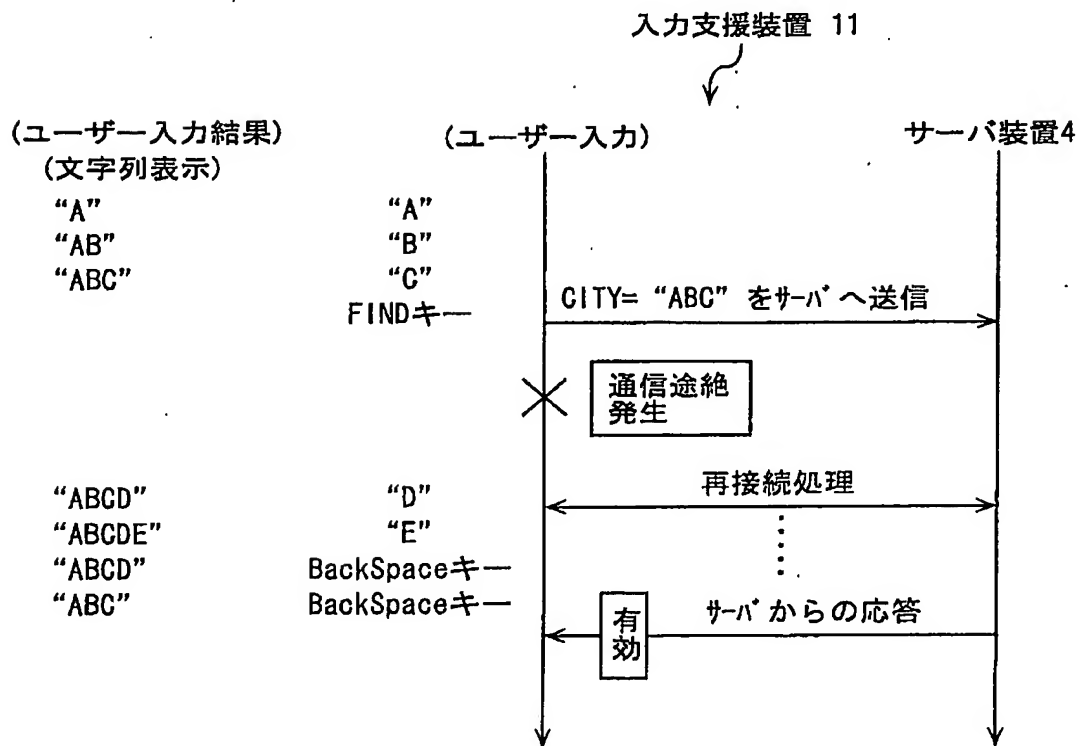 入力支援装置 11
(ユーザー入力結果) (ユーザー入力) サーバ装置4
(文字列表示)
“A” “A”
“AB” “B”
“ABC” “C”
FINDキー CITY= “ABC” をサーバへ送信
通信途絶
発生
再接続処理
“ABCD” “D”
“ABCDE” “E”
“ABCD” BackSpaceキー
“ABC” BackSpaceキー
有効 サーバからの応答